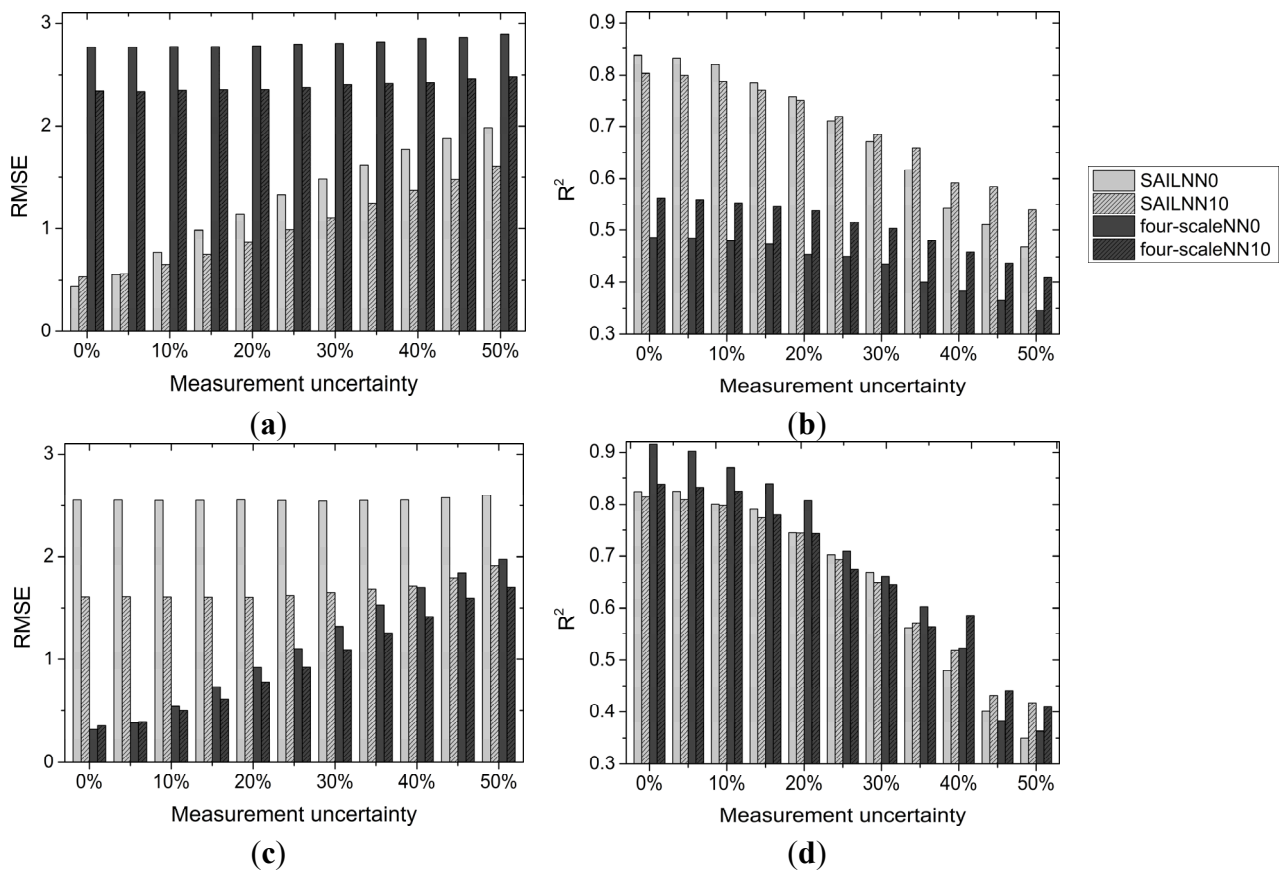 3
2
1
0
RMSE
0%
10%
20%
30%
40%
50%
Measurement uncertainty
(a)
0.9
0.8
0.7
0.6
0.5
0.4
0.3
R²
0%
10%
20%
30%
40%
50%
Measurement uncertainty
(b)
SAILNN0
SAILNN10
four-scaleNN0
four-scaleNN10
3
2
1
0
RMSE
0%
10%
20%
30%
40%
50%
Measurement uncertainty
(c)
0.9
0.8
0.7
0.6
0.5
0.4
0.3
R²
0%
10%
20%
30%
40%
50%
Measurement uncertainty
(d)